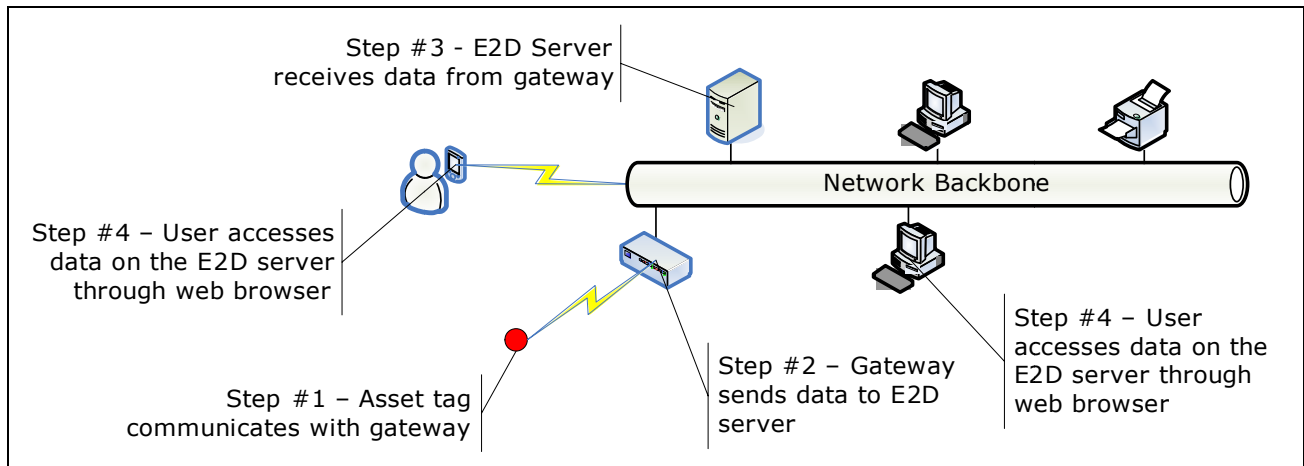 Step #3 - E2D Server
receives data from gateway
Network Backbone
Step #4 – User accesses
data on the E2D server
through web browser
Step #1 – Asset tag
communicates with gateway
Step #2 – Gateway
sends data to E2D
server
Step #4 – User
accesses data on the
E2D server through
web browser